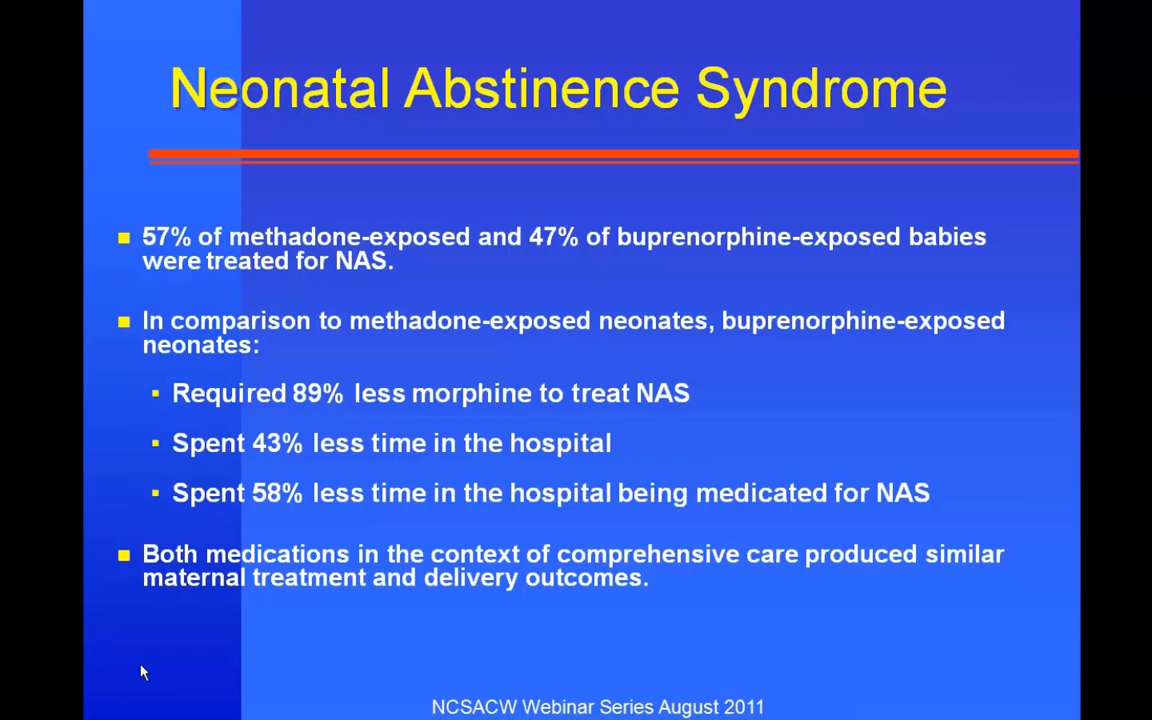 Neonatal Abstinence Syndrome
57% of methadone-exposed and 47% of buprenorphine-exposed babies
were treated for NAS.
In comparison to methadone-exposed neonates, buprenorphine-exposed
neonates:
Required 89% less morphine to treat NAS
Spent 43% less time in the hospital
Spent 58% less time in the hospital being medicated for NAS
Both medications in the context of comprehensive care produced similar
maternal treatment and delivery outcomes.
NCSACW Webinar Series August 2011